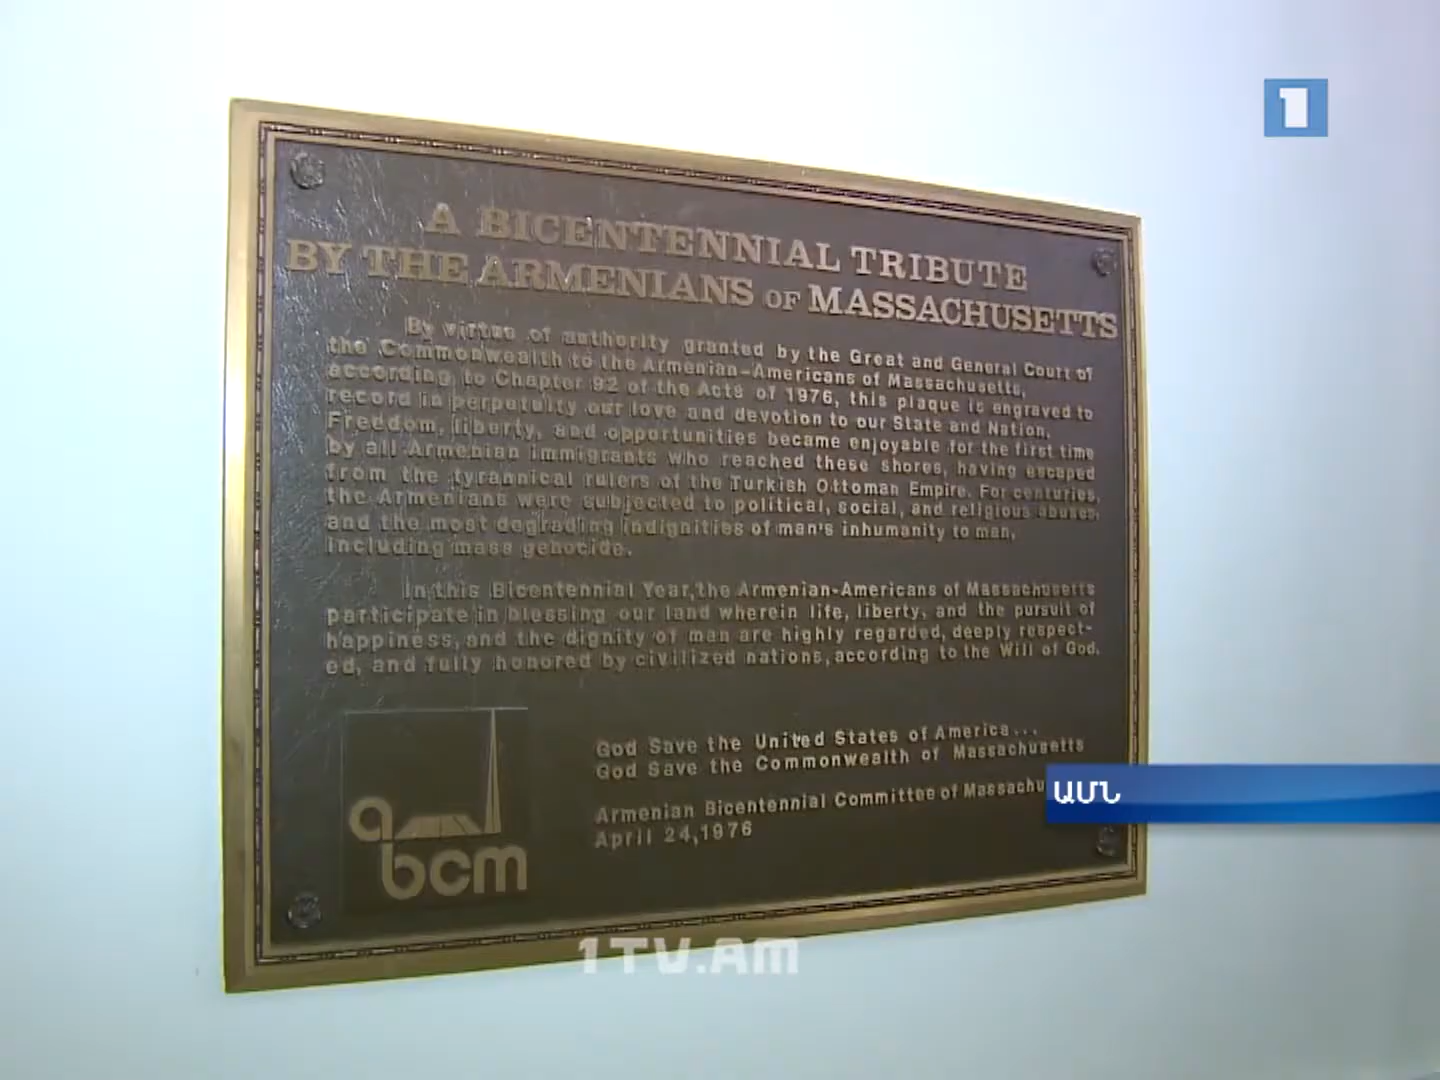 1
A BICENTENNIAL TRIBUTE
BY THE ARMENIANS OF MASSACHUSETTS
By virtue of authority granted by the Great and General Court of
the Commonwealth to the Armenian-Americans of Massachusetts,
according to Chapter 92 of the Acts of 1976, this plaque is engraved to
record in perpetuity our love and devotion to our State and Nation.
Freedom, liberty, and opportunities became enjoyable for the first time
by all Armenian immigrants who reached these shores, having escaped
from the tyrannical rulers of the Turkish Ottoman Empire. For centuries,
the Armenians were subjected to political, social, and religious abuses,
and the most degrading indignities of man's inhumanity to man,
including mass genocide.
In this Bicentennial Year, the Armenian-Americans of Massachusetts
participate in blessing our land wherein life, liberty, and the pursuit of
happiness, and the dignity of man are highly regarded, deeply respect-
ed, and fully honored by civilized nations, according to the Will of God.
God Save the United States of America...
God Save the Commonwealth of Massachusetts
Armenian Bicentennial Committee of Massachu
April 24, 1976
a
bcm
ԱՄՆ
1TV.AM